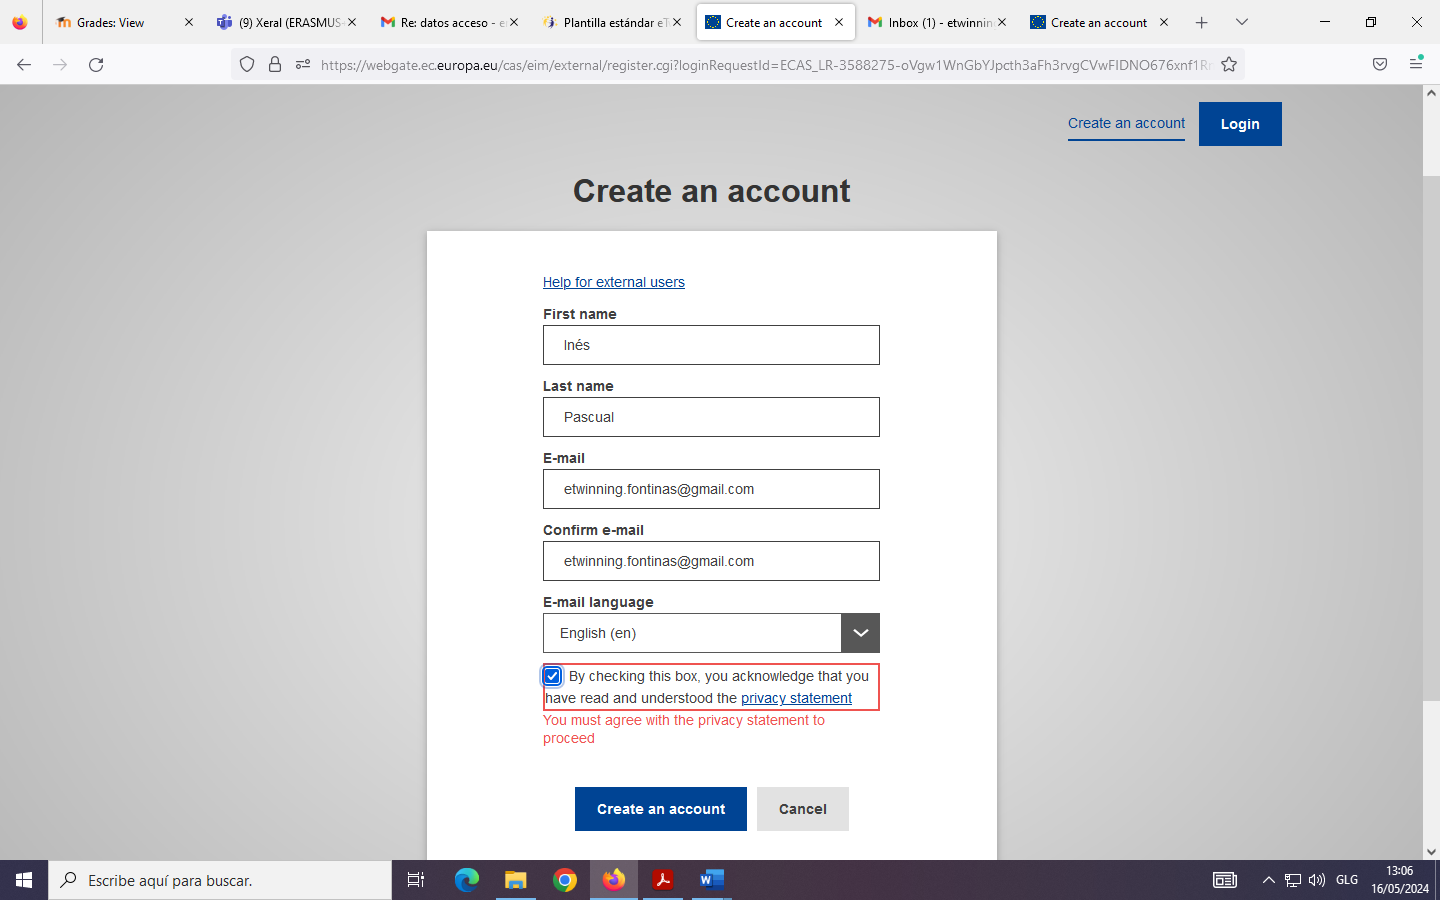 Grades: View
(9) Xeral (ERASMUS-
Re: datos acceso - e
Plantilla estándar eT
Create an account
Inbox (1) - etwinning
Create an account
https://webgate.ec.europa.eu/cas/eim/external/register.cgi?loginRequestId=ECAS_LR-3588275-oVgw1WnGbYJpcth3aFh3rvgCVwFIDNO676xnf1R
Create an account
Login
Create an account
Help for external users
First name
Inés
Last name
Pascual
E-mail
etwinning.fontinas@gmail.com
Confirm e-mail
etwinning.fontinas@gmail.com
E-mail language
English (en)
By checking this box, you acknowledge that you
have read and understood the privacy statement
You must agree with the privacy statement to
proceed
Create an account
Cancel
Escribe aquí para buscar.
GLG
13:06
16/05/2024